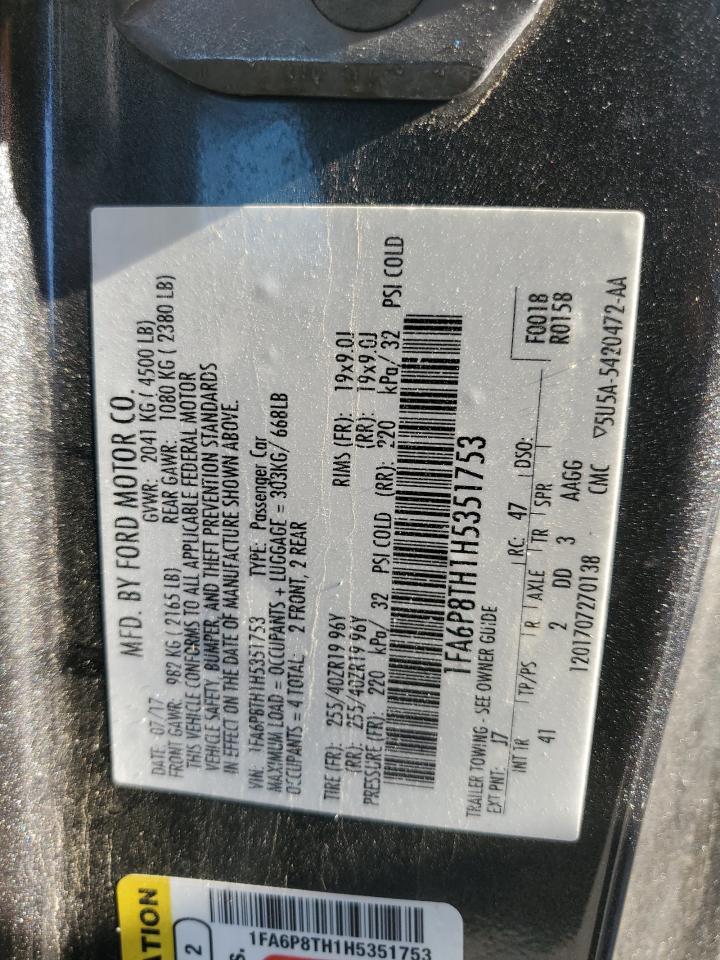 MFD. BY FORD MOTOR CO.
DATE: 07/17 GVWR: 2041 KG ( 4500 LB)
FRONT GAWR: 982 KG ( 2165 LB) REAR GAWR: 1080 KG ( 2380 LB)
THIS VEHICLE CONFORMS TO ALL APPLICABLE FEDERAL MOTOR
VEHICLE SAFETY, BUMPER, AND THEFT PREVENTION STANDARDS
IN EFFECT ON THE DATE OF MANUFACTURE SHOWN ABOVE.
VIN: 1FA6P8TH1H5351753 TYPE: Passenger Car
MAXIMUM LOAD = OCCUPANTS + LUGGAGE = 303KG/ 668LB
OCCUPANTS = 4 TOTAL: 2 FRONT, 2 REAR
TIRE (FR): 255/40ZR19 96Y RIMS (FR): 19x9.0J
(RR): 255/40ZR19 96Y (RR): 19x9.0J
PRESSURE (FR): 220 kPa/ 32 PSI COLD (RR): 220 kPa/ 32 PSI COLD
1FA6P8TH1H5351753
TRAILER TOWING - SEE OWNER GUIDE
EXT PNT: J7 RC: 47 DSO: F0018
R0158
INT TR TP/PS R AXLE TR SPR
41 2 DD 3 AAGG
1201707270138 CMC ▽5U5A-5420472-AA
ATION
2
S.
1FA6P8TH1H5351753